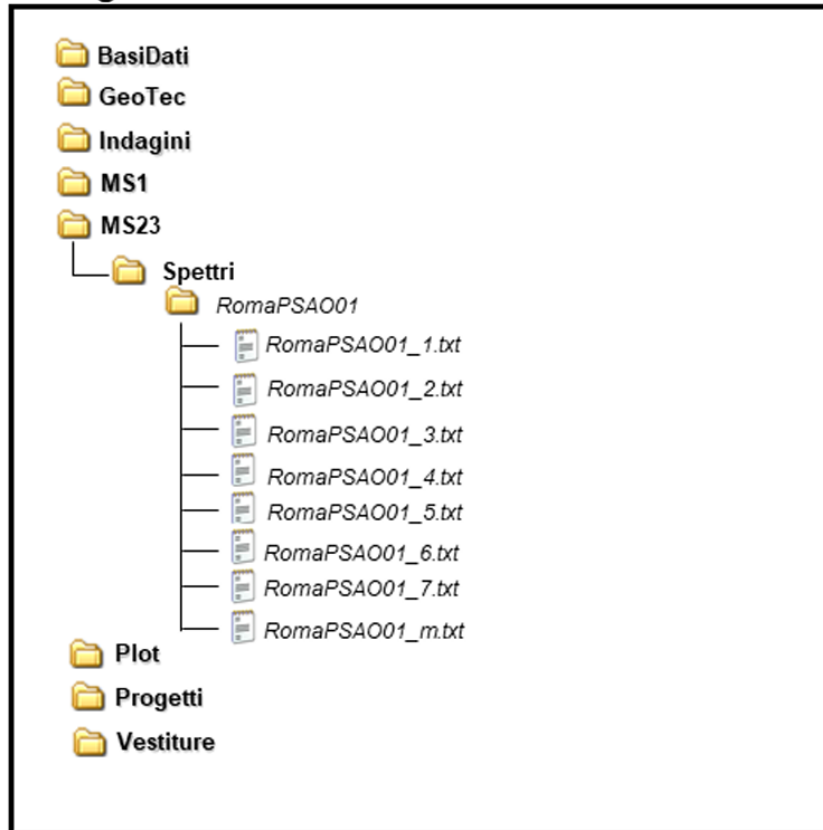 BasiDati
GeoTec
Indagini
MS1
MS23
Spettri
RomaPSAO01
RomaPSAO01_1.txt
RomaPSAO01_2.txt
RomaPSAO01_3.txt
RomaPSAO01_4.txt
RomaPSAO01_5.txt
RomaPSAO01_6.txt
RomaPSAO01_7.txt
RomaPSAO01_m.txt
Plot
Progetti
Vestiture